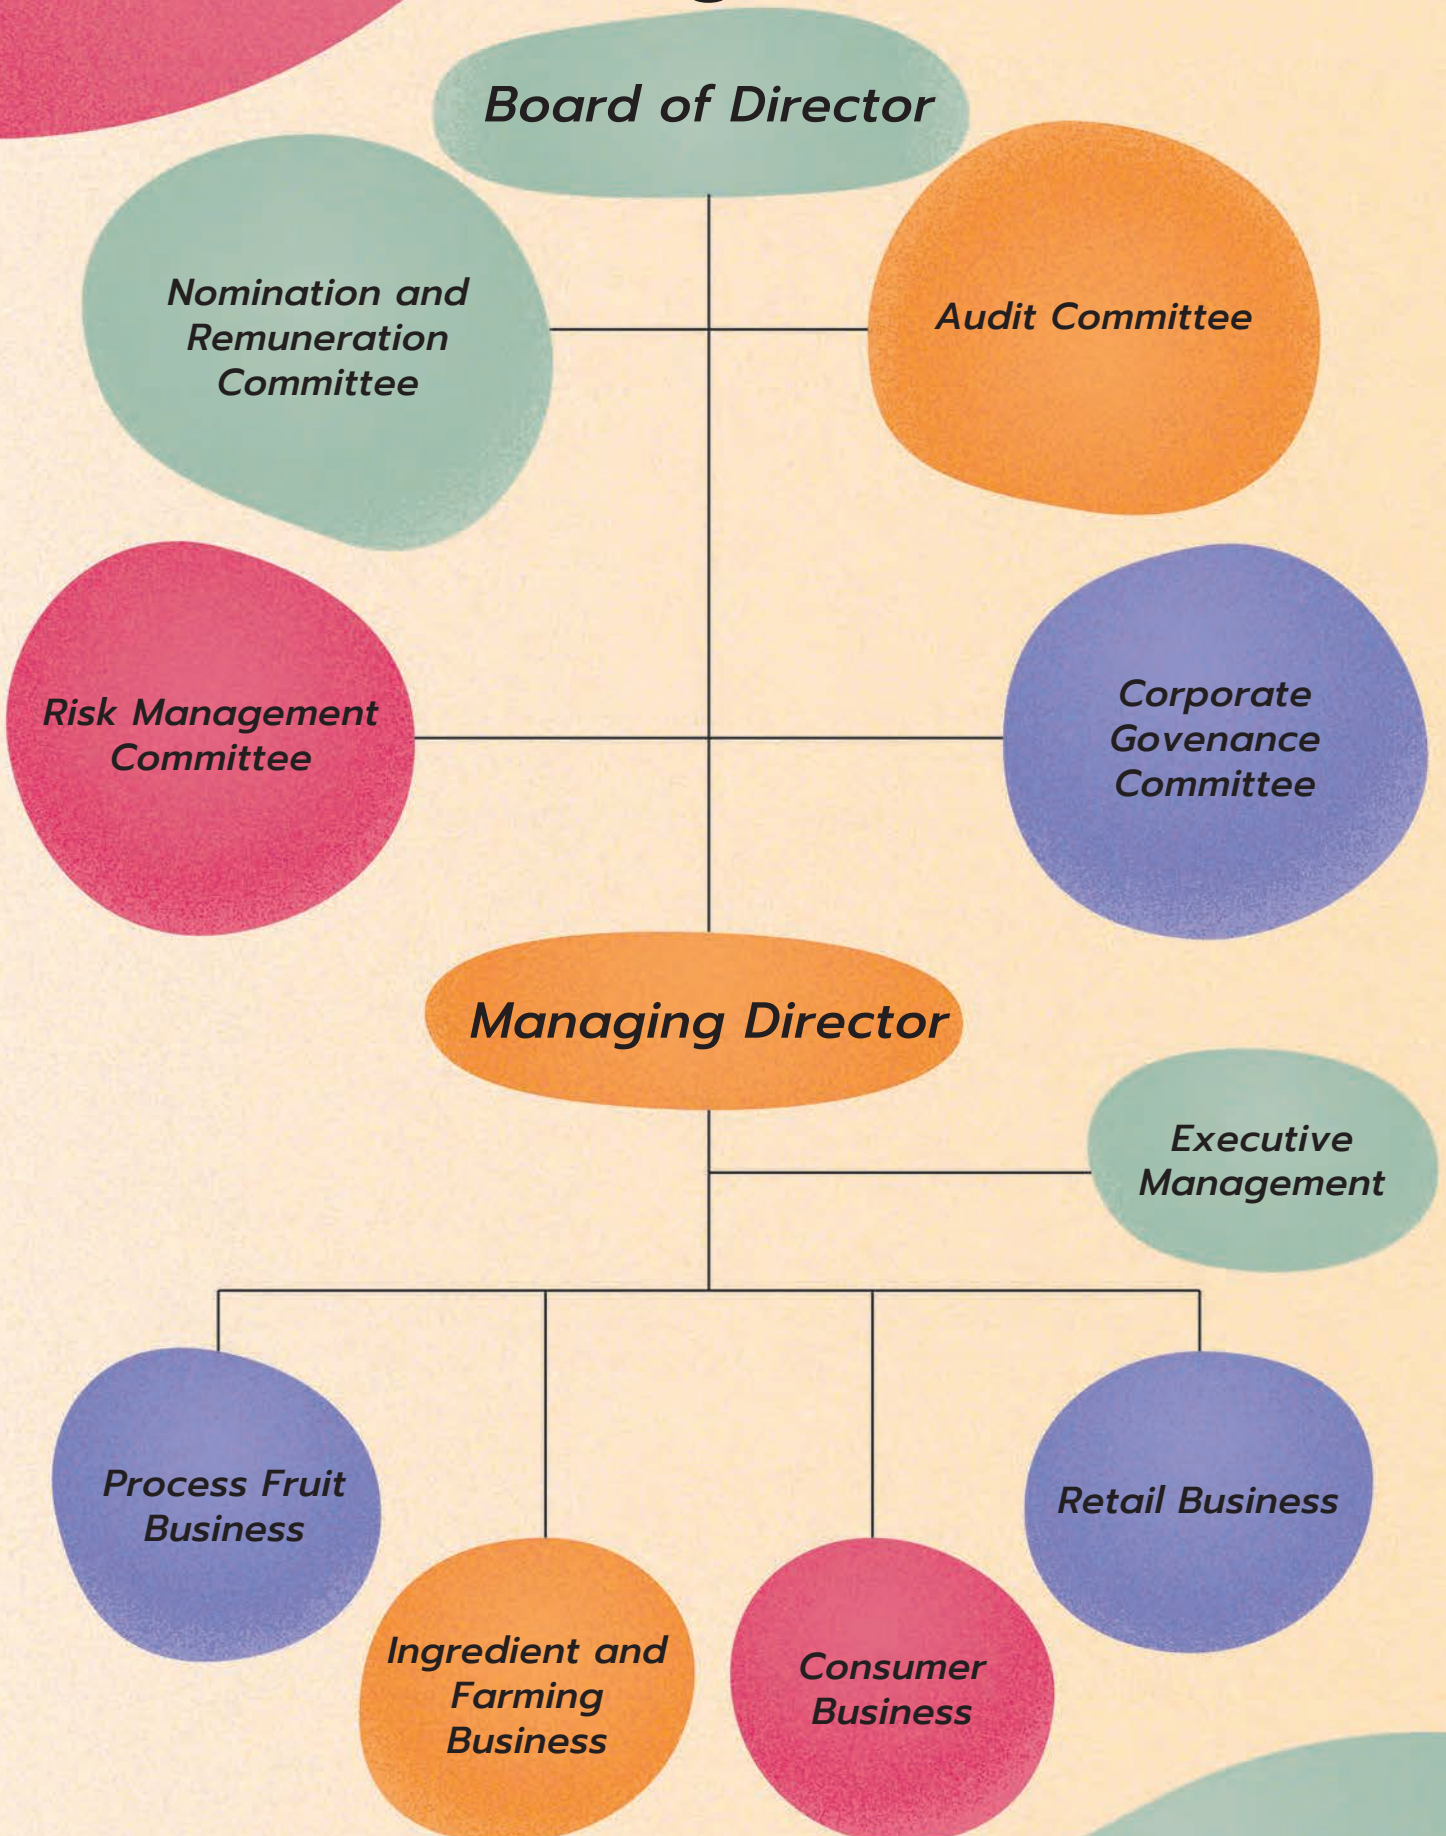 Board of Director
Nomination and
Remuneration
Committee
Audit Committee
Risk Management
Committee
Corporate
Govenance
Committee
Managing Director
Executive
Management
Process Fruit
Business
Retail Business
Ingredient and
Farming
Business
Consumer
Business